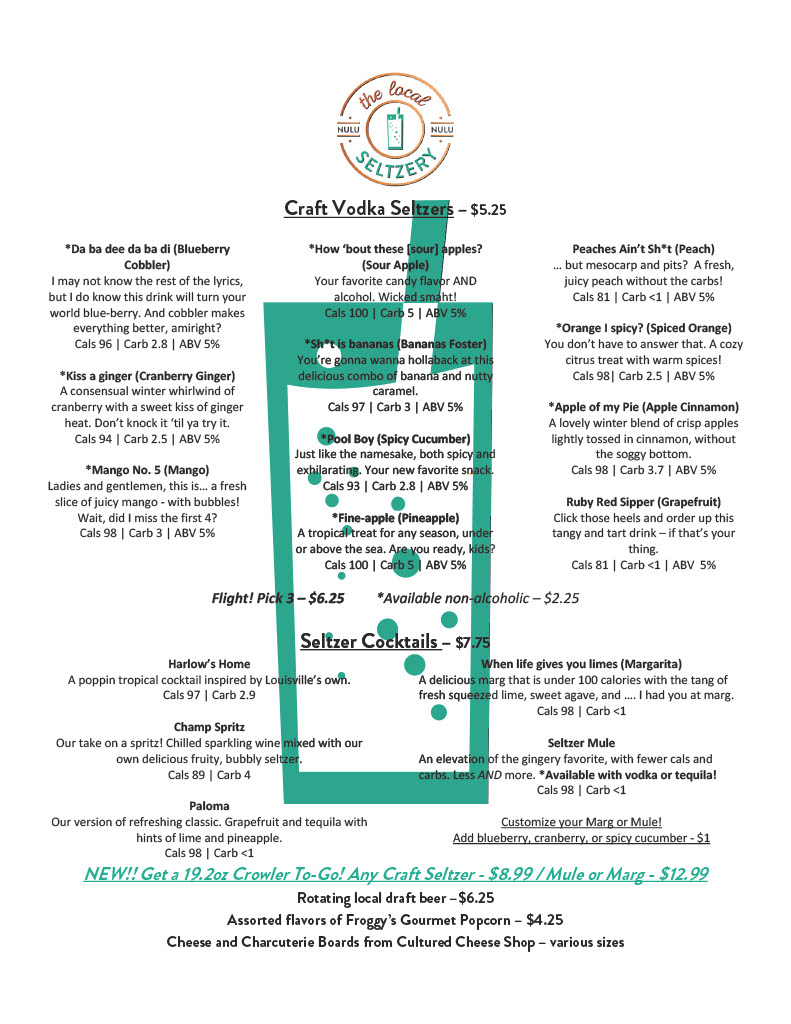 the local
NULU NULU
SELTZERY
Craft Vodka Seltzers – $5.25
*Da ba dee da ba di (Blueberry
Cobbler)
I may not know the rest of the lyrics,
but I do know this drink will turn your
world blue-berry. And cobbler makes
everything better, amiright?
Cals 96 | Carb 2.8 | ABV 5%
*Kiss a ginger (Cranberry Ginger)
A consensual winter whirlwind of
cranberry with a sweet kiss of ginger
heat. Don’t knock it ‘til ya try it.
Cals 94 | Carb 2.5 | ABV 5%
*Mango No. 5 (Mango)
Ladies and gentlemen, this is… a fresh
slice of juicy mango - with bubbles!
Wait, did I miss the first 4?
Cals 98 | Carb 3 | ABV 5%
*How ‘bout these [sour] apples?
(Sour Apple)
Your favorite candy flavor AND
alcohol. Wicked smaht!
Cals 100 | Carb 5 | ABV 5%
*Sh*t is bananas (Bananas Foster)
You’re gonna wanna hollaback at this
delicious combo of banana and nutty
caramel.
Cals 97 | Carb 3 | ABV 5%
*Pool Boy (Spicy Cucumber)
Just like the namesake, both spicy and
exhilarating. Your new favorite snack.
Cals 93 | Carb 2.8 | ABV 5%
*Fine-apple (Pineapple)
A tropical treat for any season, under
or above the sea. Are you ready, kids?
Cals 100 | Carb 5 | ABV 5%
Peaches Ain’t Sh*t (Peach)
… but mesocarp and pits? A fresh,
juicy peach without the carbs!
Cals 81 | Carb <1 | ABV 5%
*Orange I spicy? (Spiced Orange)
You don’t have to answer that. A cozy
citrus treat with warm spices!
Cals 98| Carb 2.5 | ABV 5%
*Apple of my Pie (Apple Cinnamon)
A lovely winter blend of crisp apples
lightly tossed in cinnamon, without
the soggy bottom.
Cals 98 | Carb 3.7 | ABV 5%
Ruby Red Sipper (Grapefruit)
Click those heels and order up this
tangy and tart drink – if that’s your
thing.
Cals 81 | Carb <1 | ABV 5%
Flight! Pick 3 – $6.25 *Available non-alcoholic – $2.25
Seltzer Cocktails – $7.75
Harlow’s Home
A poppin tropical cocktail inspired by Louisville’s own.
Cals 97 | Carb 2.9
Champ Spritz
Our take on a spritz! Chilled sparkling wine mixed with our
own delicious fruity, bubbly seltzer.
Cals 89 | Carb 4
Paloma
Our version of refreshing classic. Grapefruit and tequila with
hints of lime and pineapple.
Cals 98 | Carb <1
When life gives you limes (Margarita)
A delicious marg that is under 100 calories with the tang of
fresh squeezed lime, sweet agave, and …. I had you at marg.
Cals 98 | Carb <1
Seltzer Mule
An elevation of the gingery favorite, with fewer cals and
carbs. Less AND more. *Available with vodka or tequila!
Cals 98 | Carb <1
Customize your Marg or Mule!
Add blueberry, cranberry, or spicy cucumber - $1
NEW!! Get a 19.2oz Crowler To-Go! Any Craft Seltzer - $8.99 / Mule or Marg - $12.99
Rotating local draft beer – $6.25
Assorted flavors of Froggy’s Gourmet Popcorn – $4.25
Cheese and Charcuterie Boards from Cultured Cheese Shop – various sizes